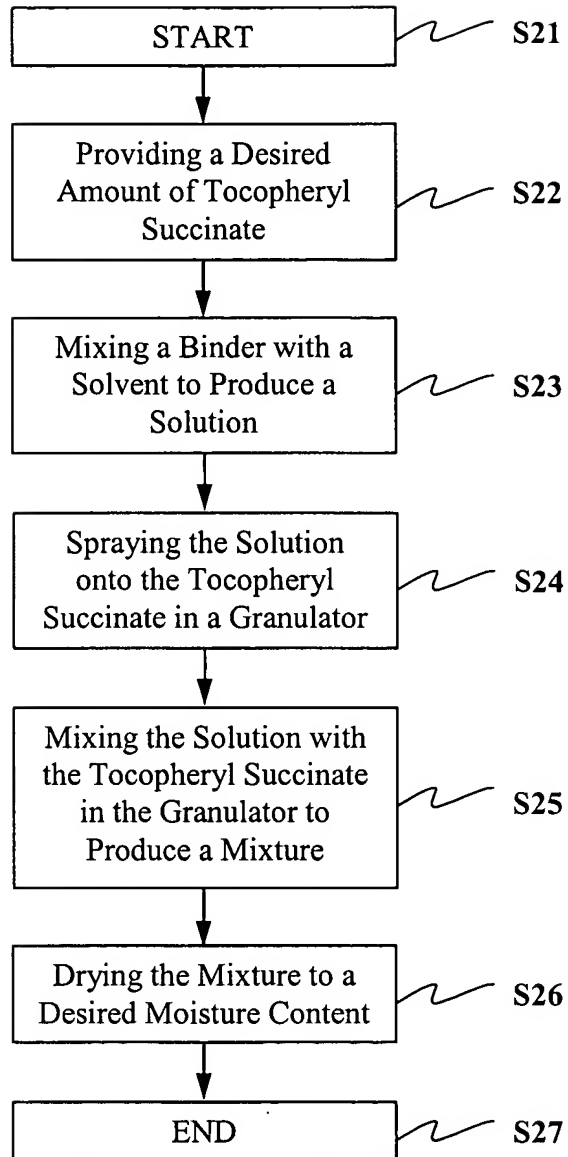 START
S21
Providing a Desired
Amount of Tocopheryl
Succinate
S22
Mixing a Binder with a
Solvent to Produce a
Solution
S23
Spraying the Solution
onto the Tocopheryl
Succinate in a Granulator
S24
Mixing the Solution with
the Tocopheryl Succinate
in the Granulator to
Produce a Mixture
S25
Drying the Mixture to a
Desired Moisture Content
S26
END
S27